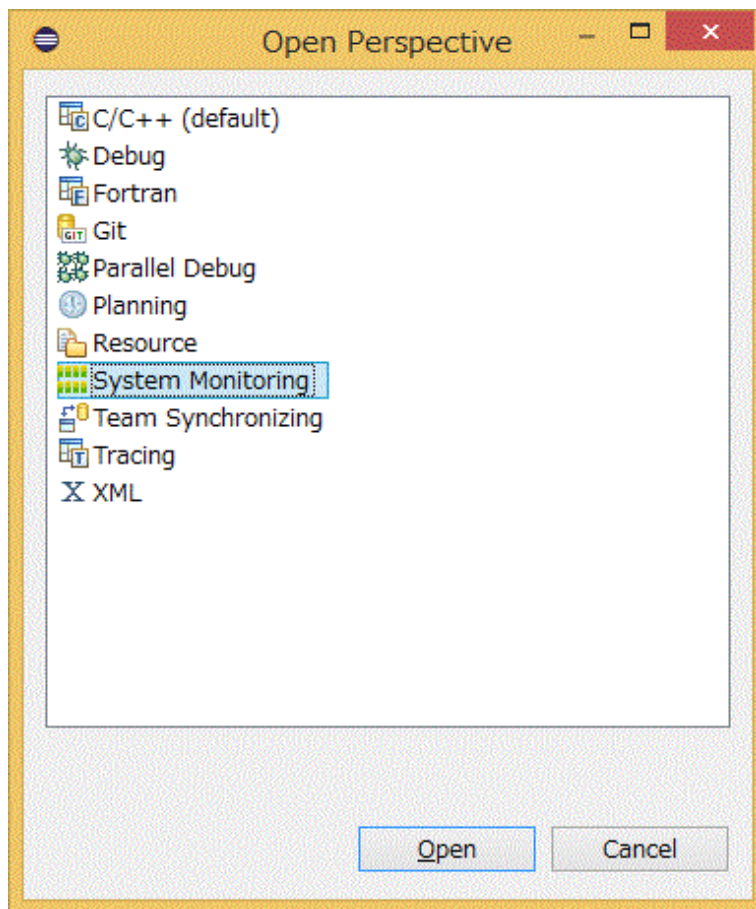 Open Perspective
C/C++ (default)
Debug
Fortran
Git
Parallel Debug
Planning
Resource
System Monitoring
Team Synchronizing
Tracing
XML
Open
Cancel